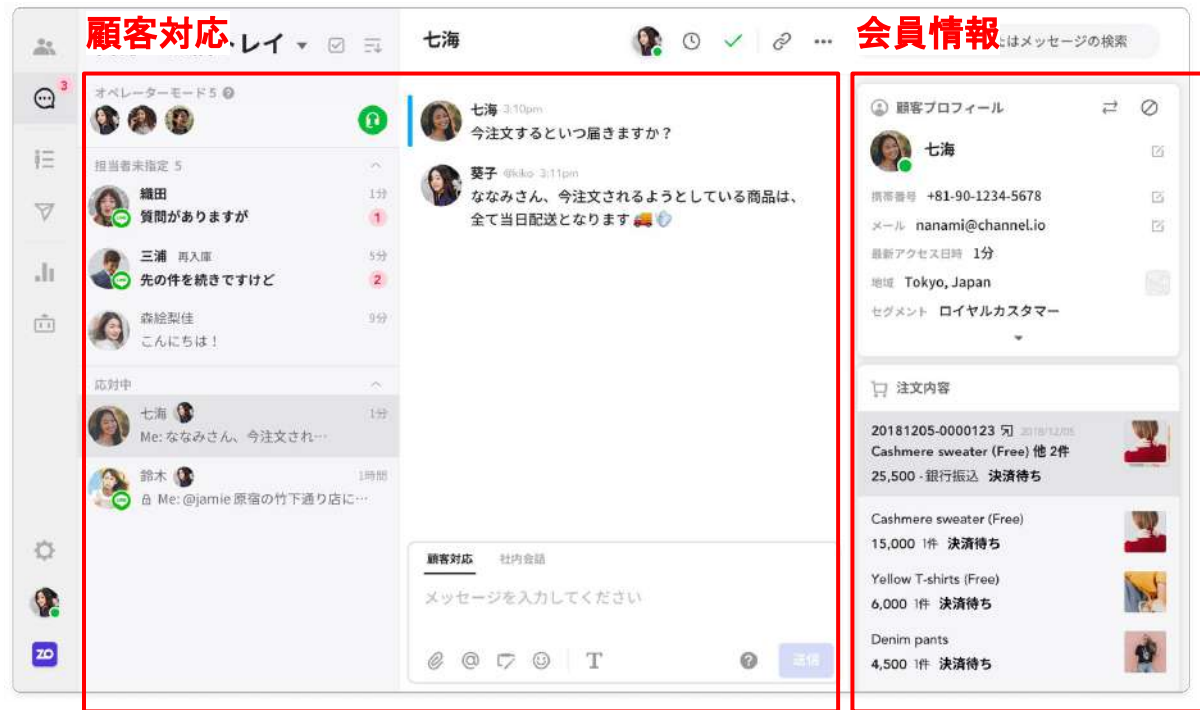 顧客対応
トレイ
七海
会員情報
はメッセージの検索
3
オペレーターモード 5
担当者未指定 5
織田 1分
質問がありますが 1
三浦 再入庫 5分
先の件を続きですけど 2
森絵梨佳 9分
こんにちは！
応対中
七海 1分
Me: ななみさん、今注文され…
鈴木 1時間
Me: @jamie 原宿の竹下通り店に…
ZO
七海 3:10pm
今注文するといつ届きますか？
葵子 @kiko 3:11pm
ななみさん、今注文されるようとしている商品は、
全て当日配送となります🚚💨
顧客対応 社内会話
メッセージを入力してください
T
送信
顧客プロフィール
七海
携帯番号 +81-90-1234-5678
メール nanami@channel.io
最新アクセス日時 1分
地域 Tokyo, Japan
セグメント ロイヤルカスタマー
注文内容
20181205-0000123 2018/12/05
Cashmere sweater (Free) 他 2件
25,500 - 銀行振込 決済待ち
Cashmere sweater (Free)
15,000 1件 決済待ち
Yellow T-shirts (Free)
6,000 1件 決済待ち
Denim pants
4,500 1件 決済待ち